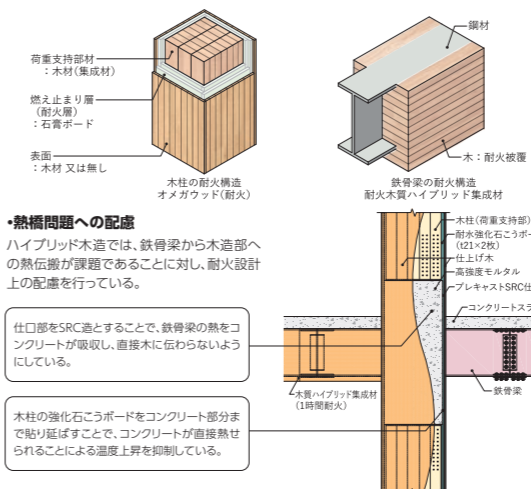 荷重支持部材
：木材(集成材)
燃え止まり層
(耐火層)
：石膏ボード
表面
：木材 又は無し
木柱の耐火構造
オメガウッド(耐火)
鋼材
木：耐火被覆
鉄骨梁の耐火構造
耐火木質ハイブリッド集成材
・熱橋問題への配慮
ハイブリッド木造では、鉄骨梁から木造部へ
の熱伝搬が課題であることに対し、耐火設計
上の配慮を行っている。
仕口部をSRC造とすることで、鉄骨梁の熱をコ
ンクリートが吸収し、直接木に伝わらないよう
にしている。
木柱の強化石こうボードをコンクリート部分ま
で貼り延ばすことで、コンクリートが直接熱せ
られることによる温度上昇を抑制している。
木柱(荷重支持部)
耐水強化石こうボー
(t21×2枚)
仕上げ木
高強度モルタル
プレキャストSRC仕
コンクリートスラ
木質ハイブリッド集成材
(1時間耐火)
鉄骨梁